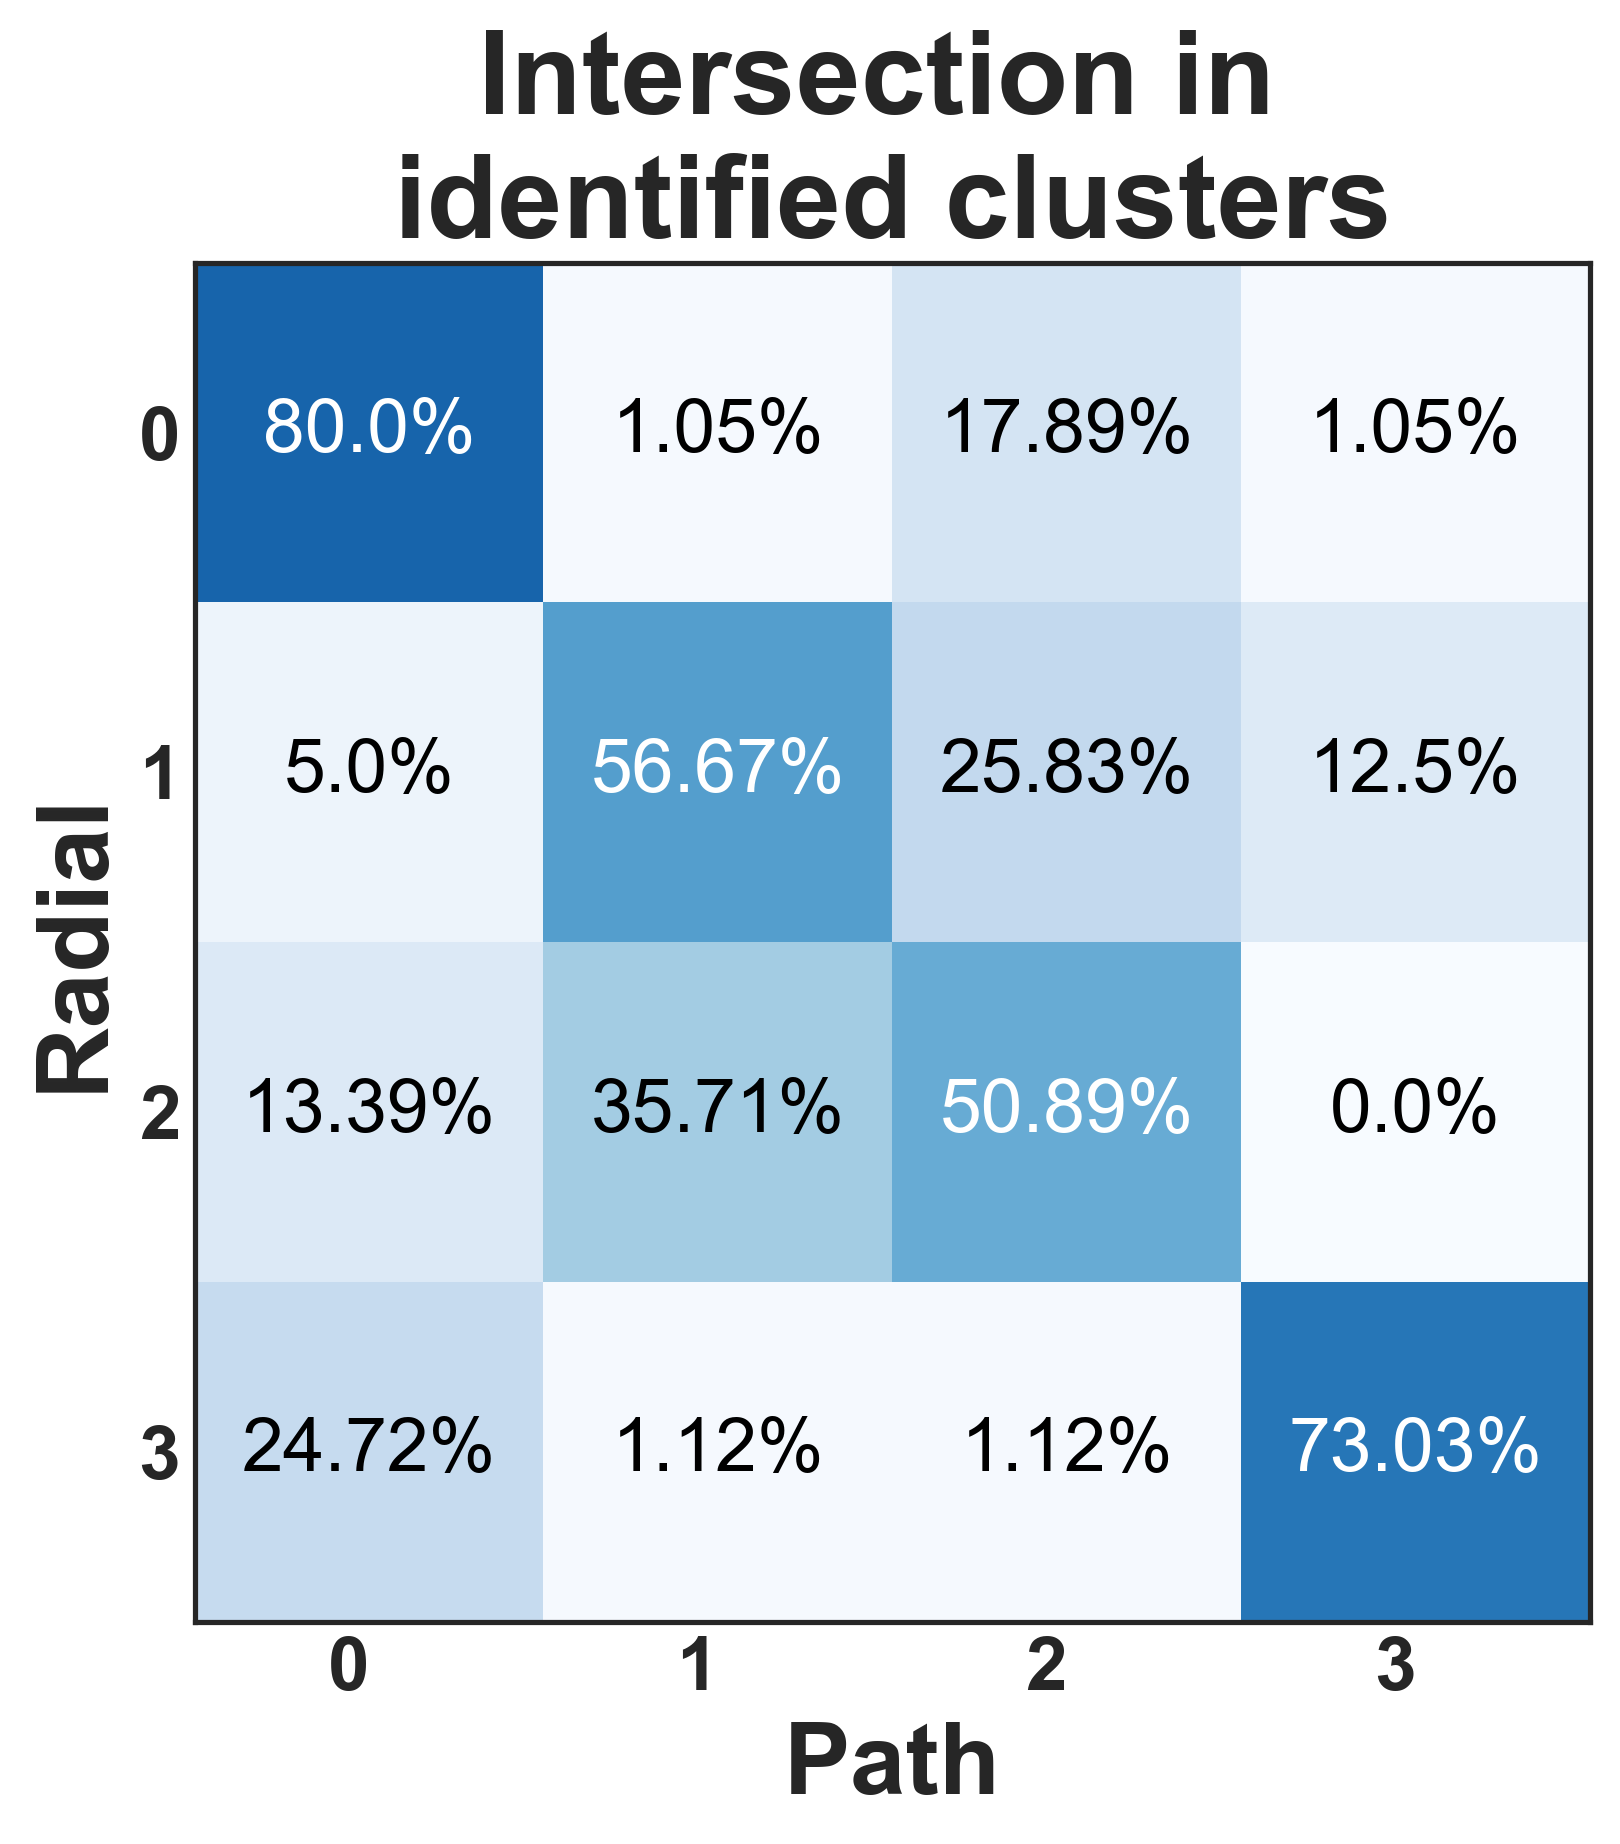 Intersection in
identified clusters
0 80.0% 1.05% 17.89% 1.05%
1 5.0% 56.67% 25.83% 12.5%
2 13.39% 35.71% 50.89% 0.0%
3 24.72% 1.12% 1.12% 73.03%
Radial
0 1 2 3
Path